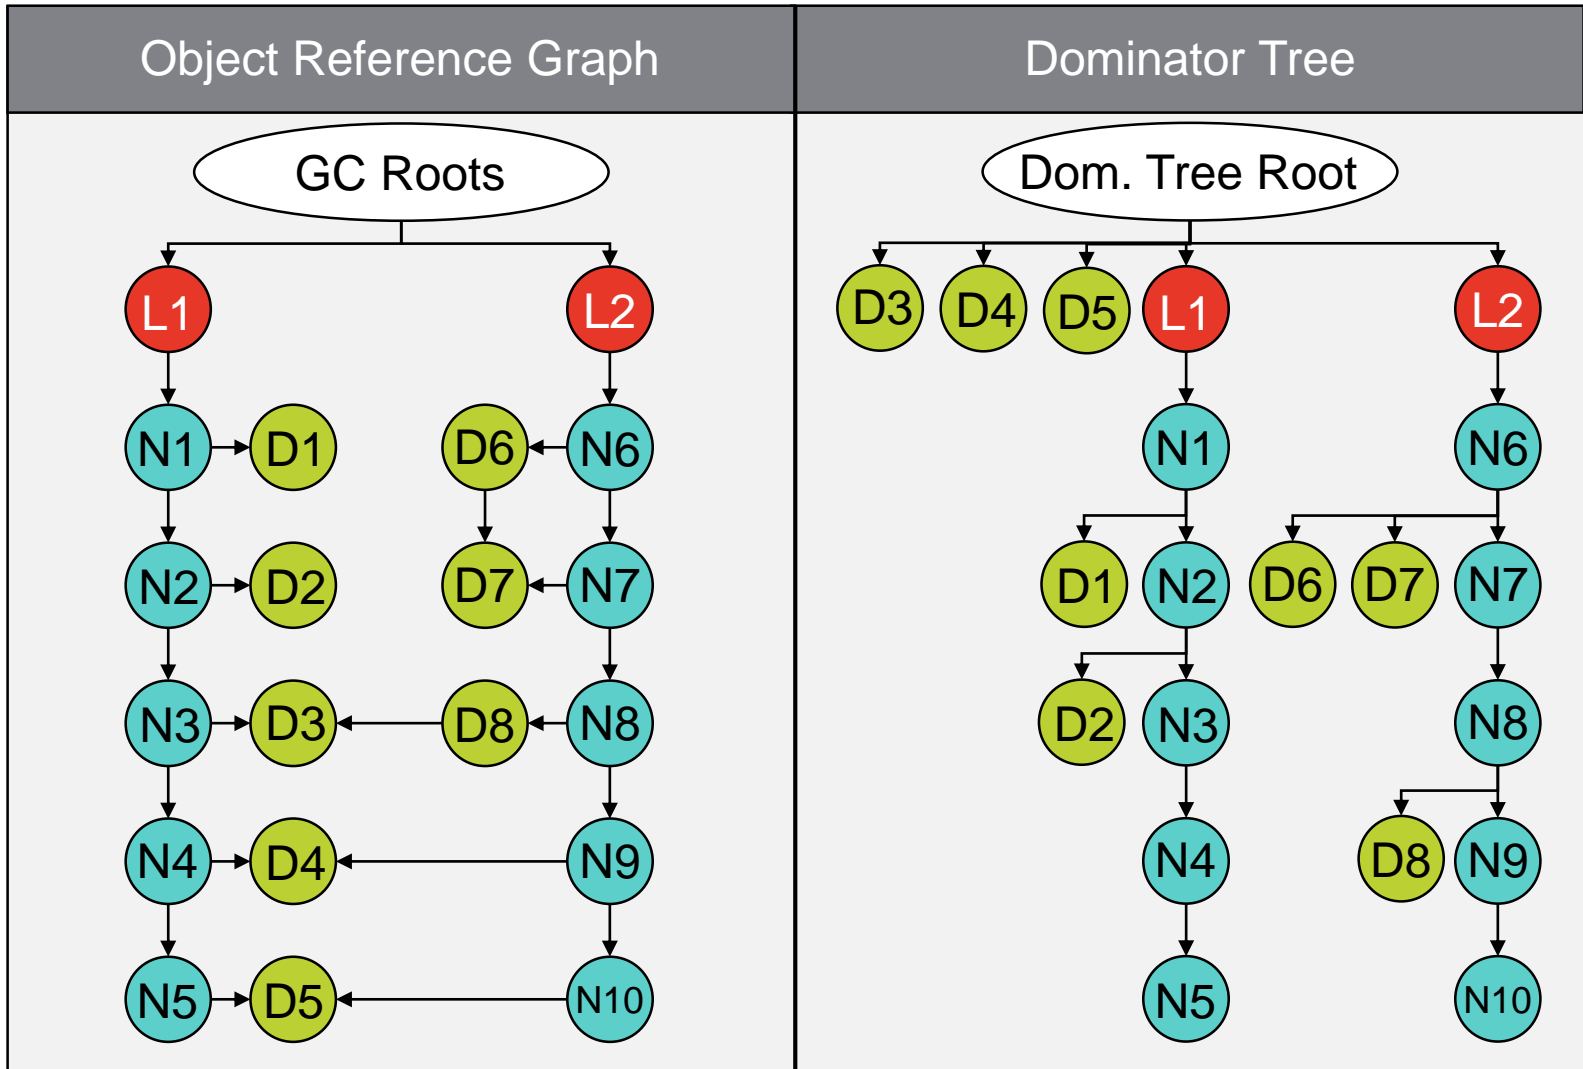 Object Reference Graph
Dominator Tree
GC Roots
Dom. Tree Root
L1
L2
D3
D4
D5
L1
L2
N1
D1
D6
N6
N1
N6
N2
D2
D7
N7
D1
N2
D6
D7
N7
N3
D3
D8
N8
D2
N3
N8
N4
D4
N9
N4
D8
N9
N5
D5
N10
N5
N10